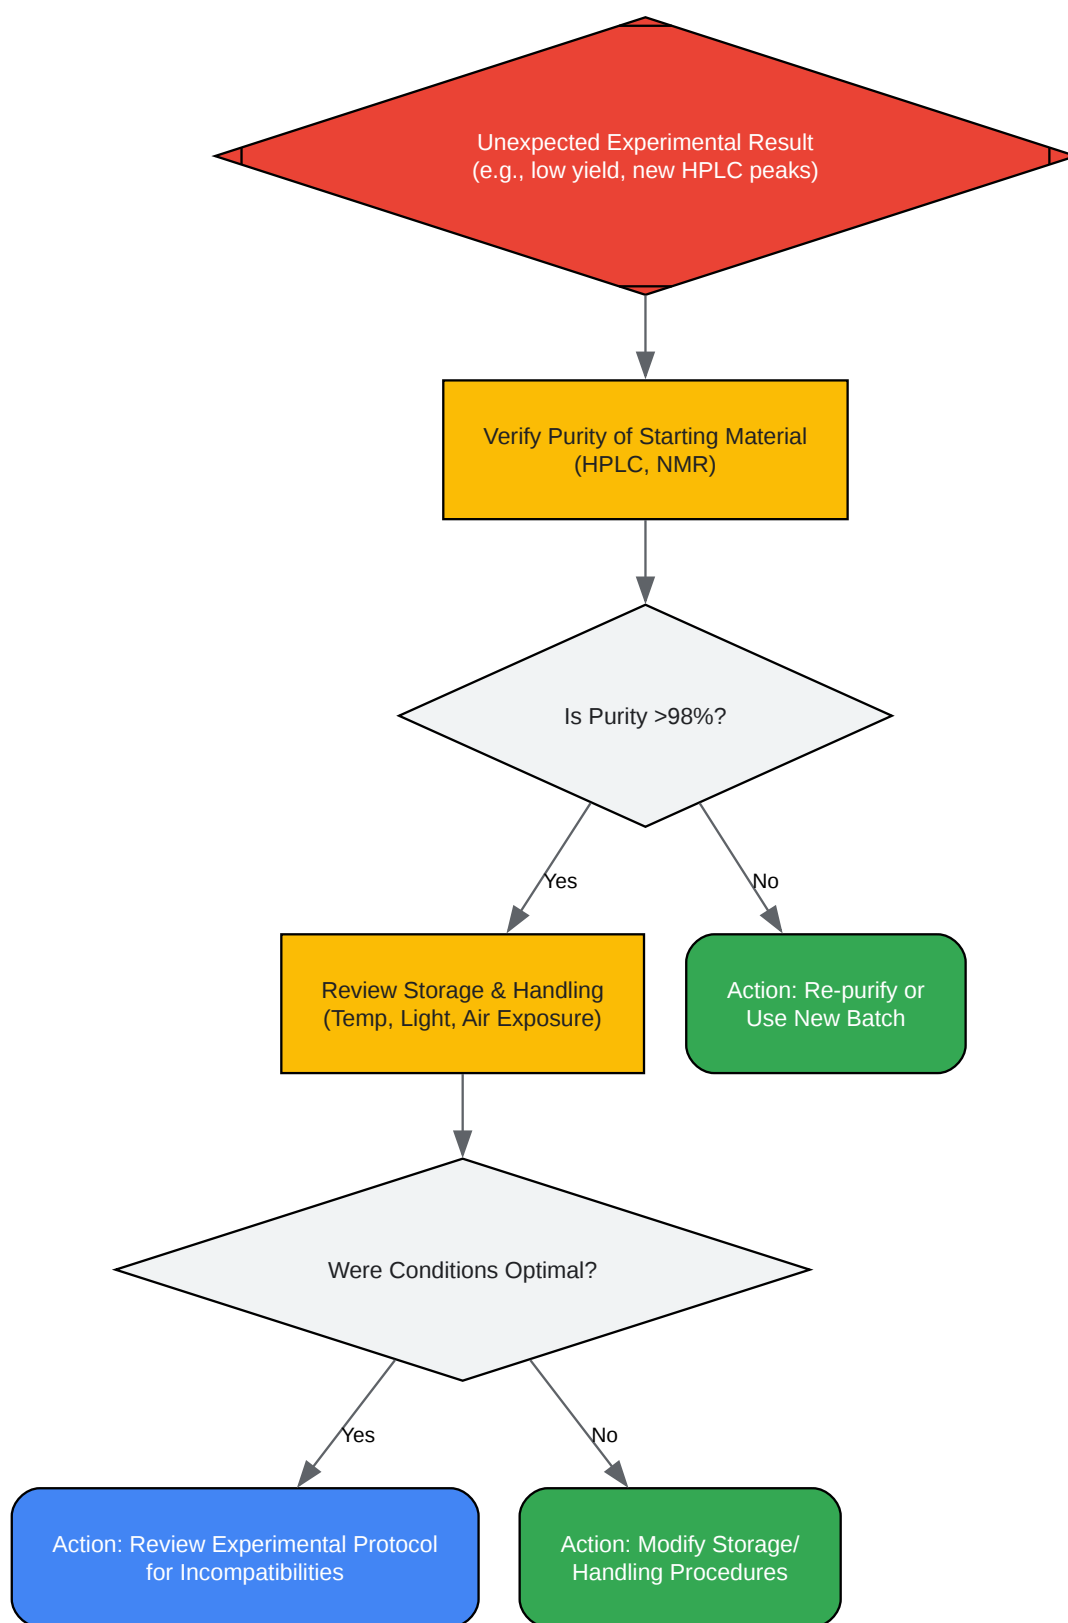 Unexpected Experimental Result
(e.g., low yield, new HPLC peaks)
Verify Purity of Starting Material
(HPLC, NMR)
Is Purity >98%?
Yes
No
Review Storage & Handling
(Temp, Light, Air Exposure)
Action: Re-purify or
Use New Batch
Were Conditions Optimal?
Yes
No
Action: Review Experimental Protocol
for Incompatibilities
Action: Modify Storage/
Handling Procedures